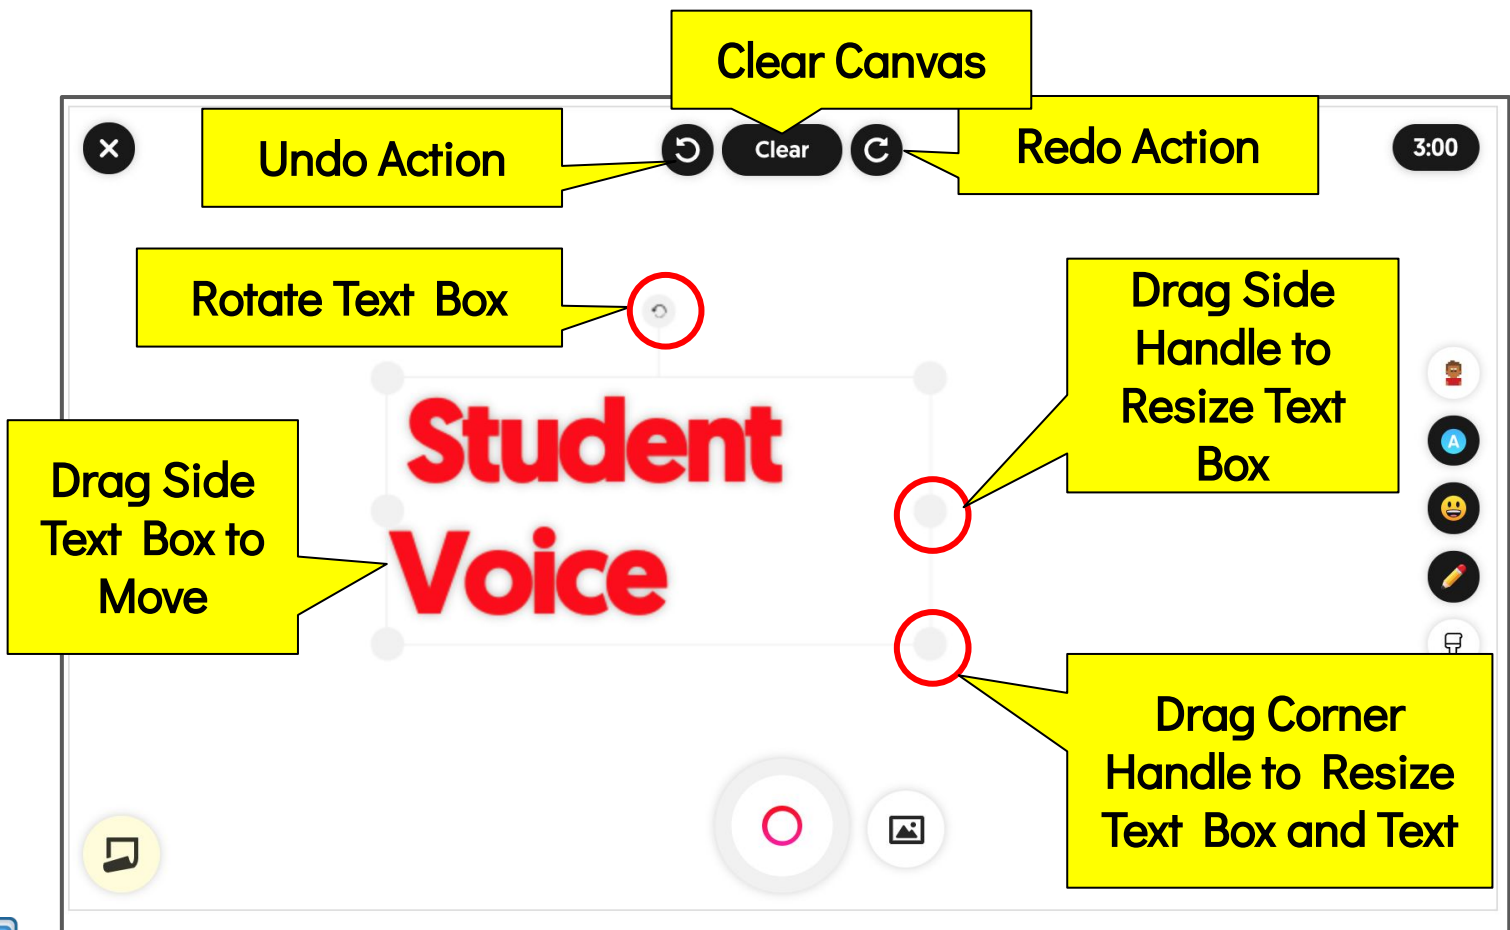 Clear Canvas
Undo Action
Clear
Redo Action
3:00
Rotate Text Box
Drag Side
Handle to
Resize Text
Box
Student
Voice
A
Drag Side
Text Box to
Move
Drag Corner
Handle to Resize
Text Box and Text